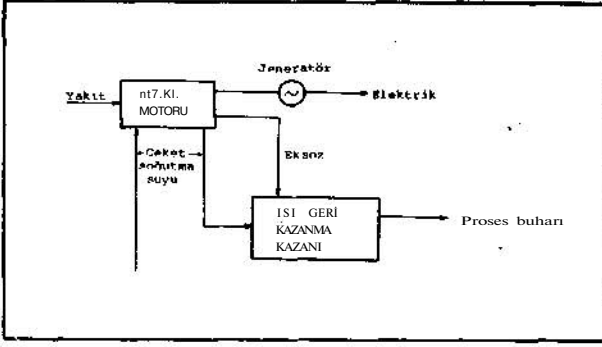 Jeneratör
Yakıt
nt7.KI.
MOTORU
Elektrik
Ceket
soğutma
suyu
Eksoz
ISI GERİ
KAZANMA
KAZANI
Proses buharı